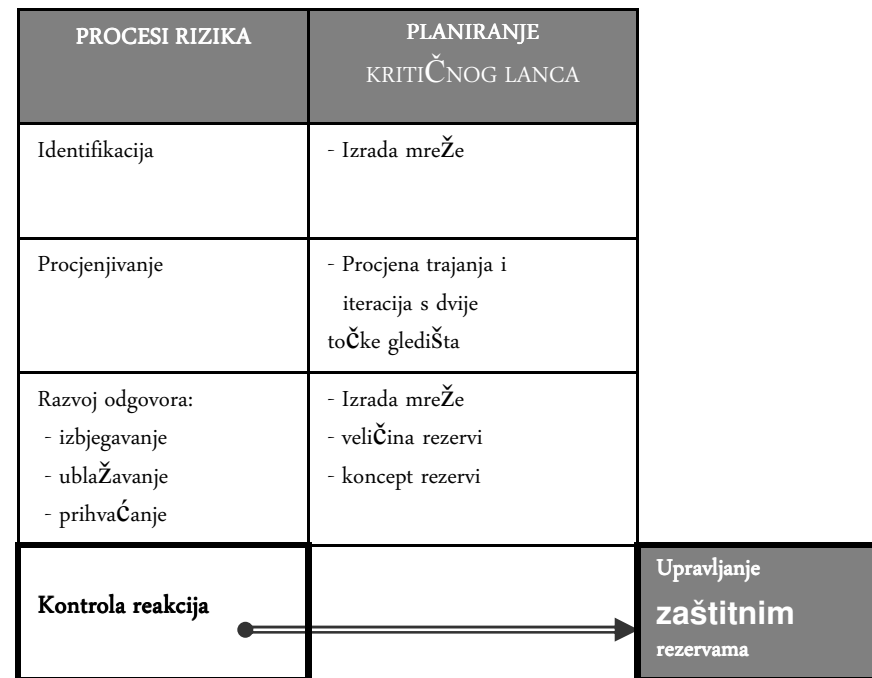 PROCESI RIZIKA
PLANIRANJE
KRITIČNOG LANCA
Identifikacija
- Izrada mreŽe
Procjenjivanje
- Procjena trajanja i
iteracija s dvije
toČke glediŠta
Razvoj odgovora:
- izbjegavanje
- ublaŽavanje
- prihvaĆanje
- Izrada mreŽe
- veliČina rezervi
- koncept rezervi
Kontrola reakcija
Upravljanje
zaštitnim
rezervama